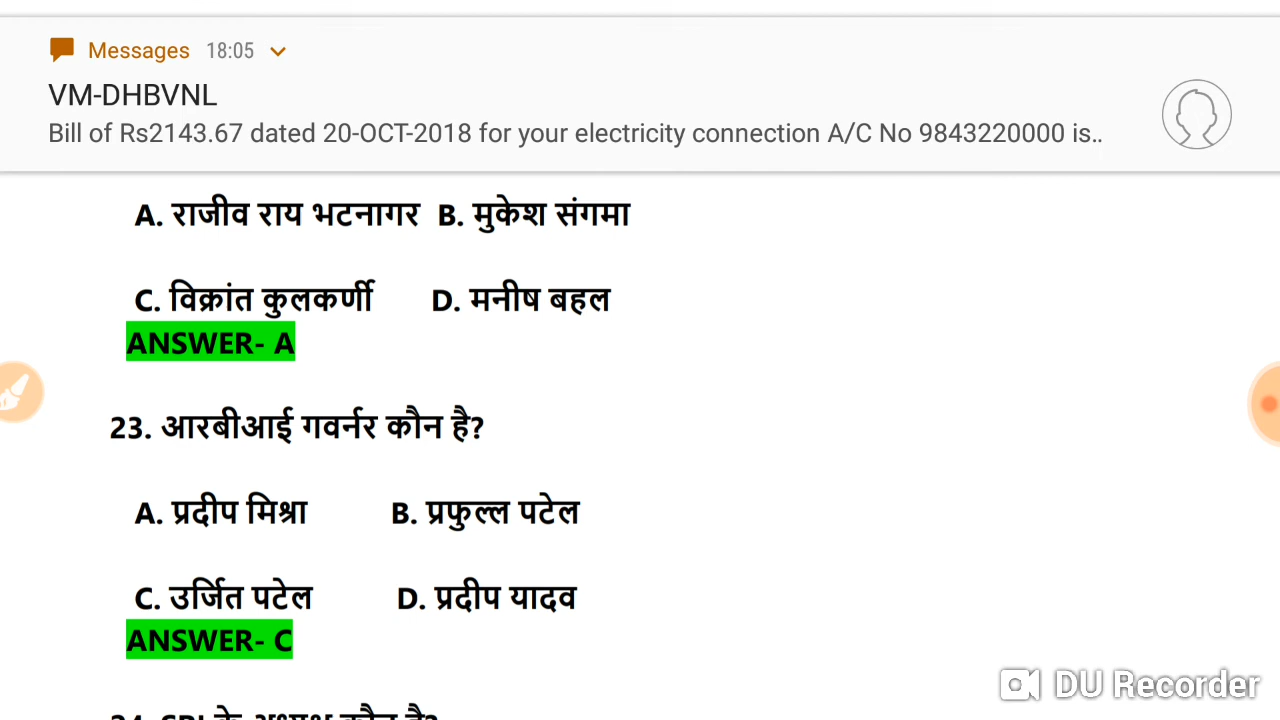 Messages 18:05
VM-DHBVNL
Bill of Rs2143.67 dated 20-OCT-2018 for your electricity connection A/C No 9843220000 is..
A. राजीव राय भटनागर B. मुकेश संगमा
C. विक्रांत कुलकर्णी D. मनीष बहल
ANSWER- A
23. आरबीआई गवर्नर कौन है?
A. प्रदीप मिश्रा B. प्रफुल्ल पटेल
C. उर्जित पटेल D. प्रदीप यादव
ANSWER- C
DU Recorder